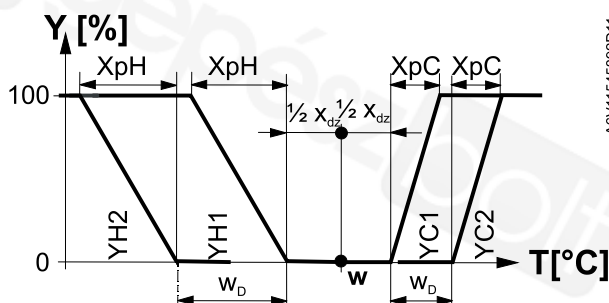 Y [%]
XpH XpH XpC XpC
100
½ x_dz ½ x_dz
YH2 YH1 YC1 YC2
0
w T[°C]
w_D w_D